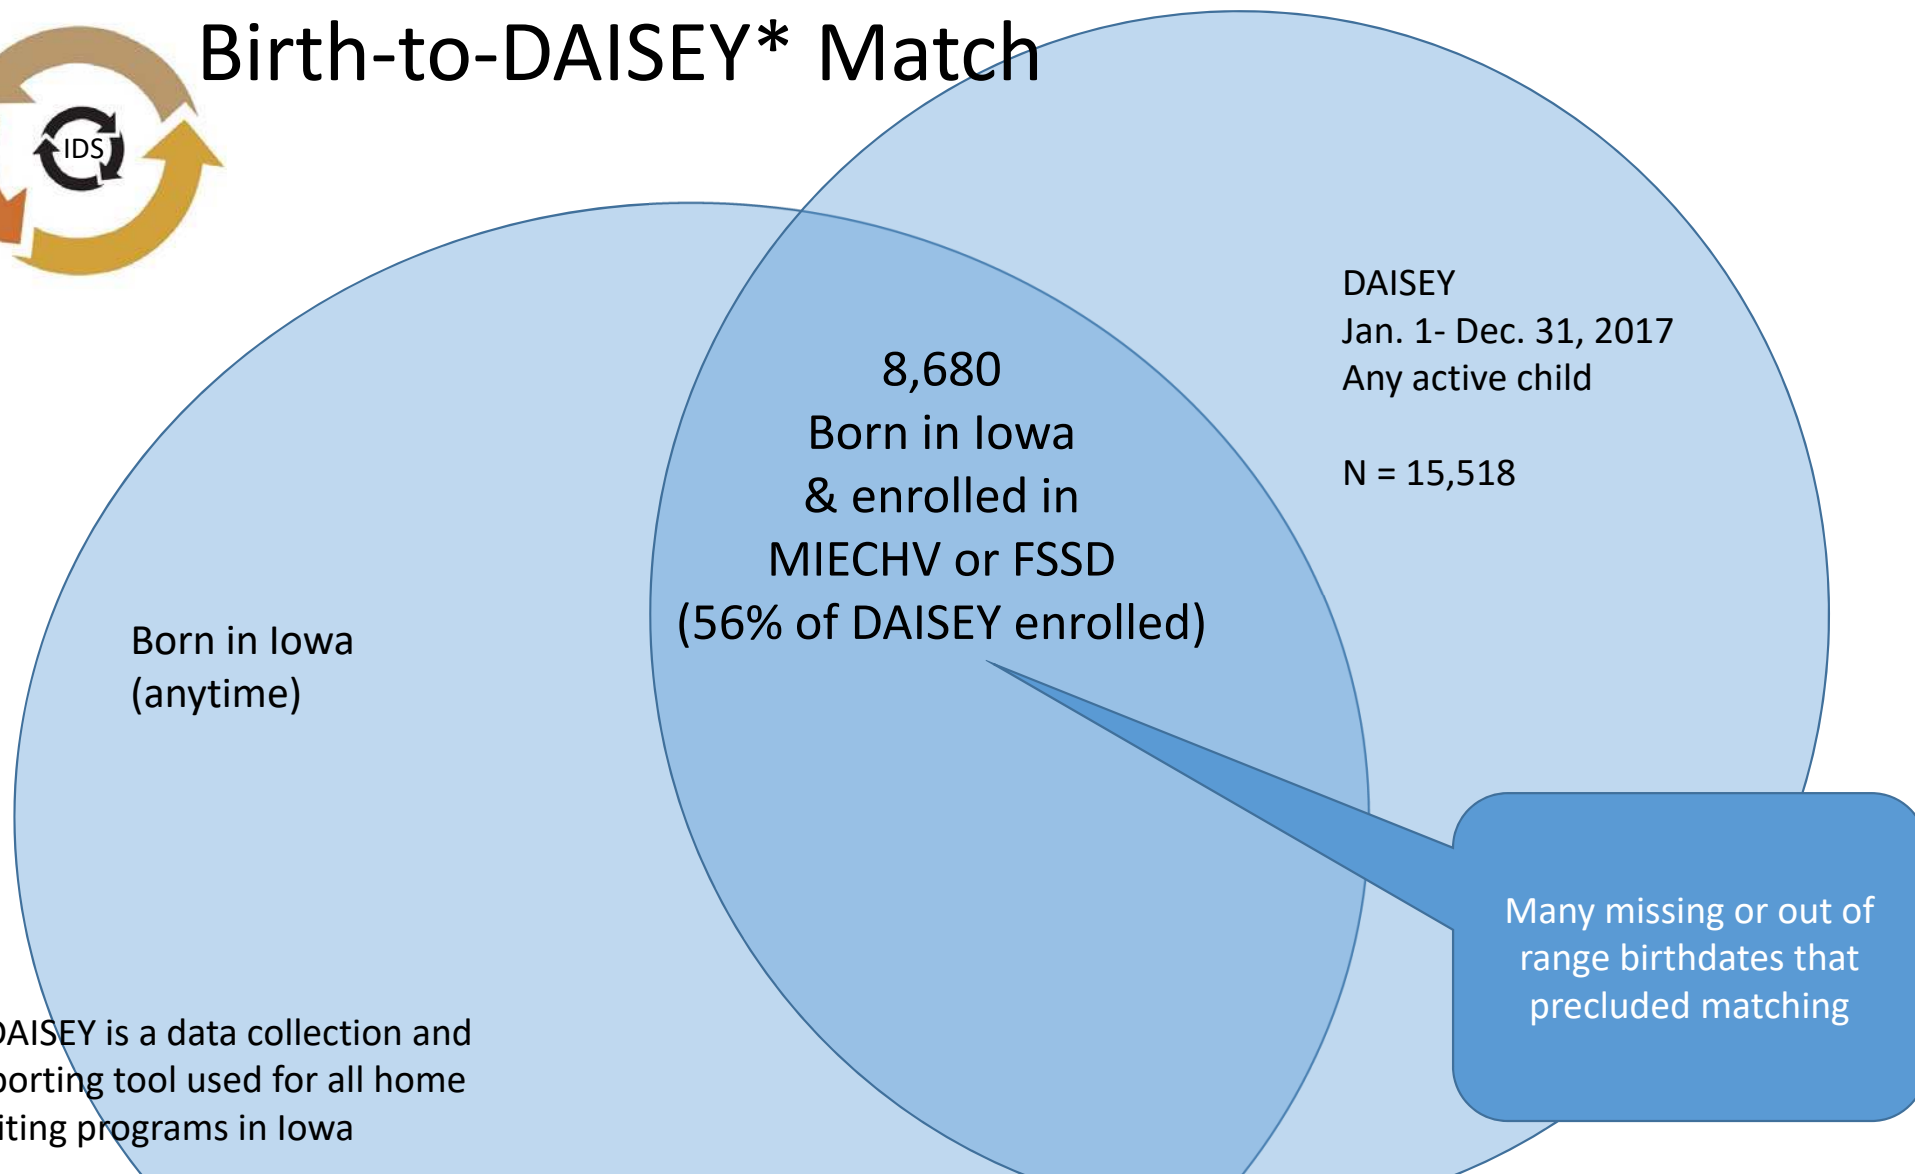 Birth-to-DAISEY* Match
IDS
DAISEY
Jan. 1- Dec. 31, 2017
Any active child
N = 15,518
8,680
Born in Iowa
& enrolled in
MIECHV or FSSD
(56% of DAISEY enrolled)
Born in Iowa
(anytime)
Many missing or out of
range birthdates that
precluded matching
DAISEY is a data collection and
porting tool used for all home
iting programs in Iowa